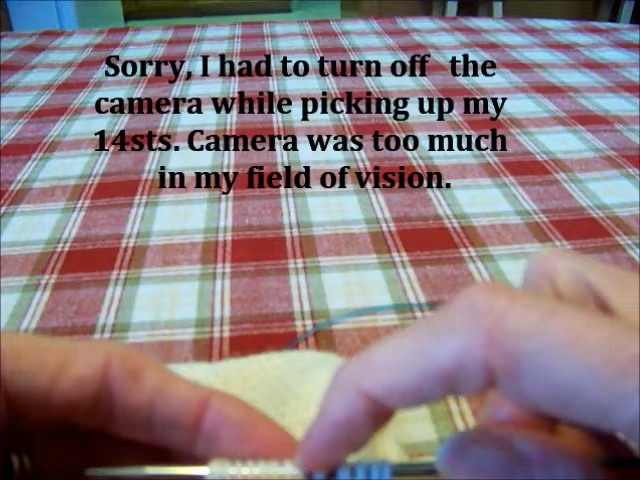 Sorry, I had to turn off the
camera while picking up my
14sts. Camera was too much
in my field of vision.